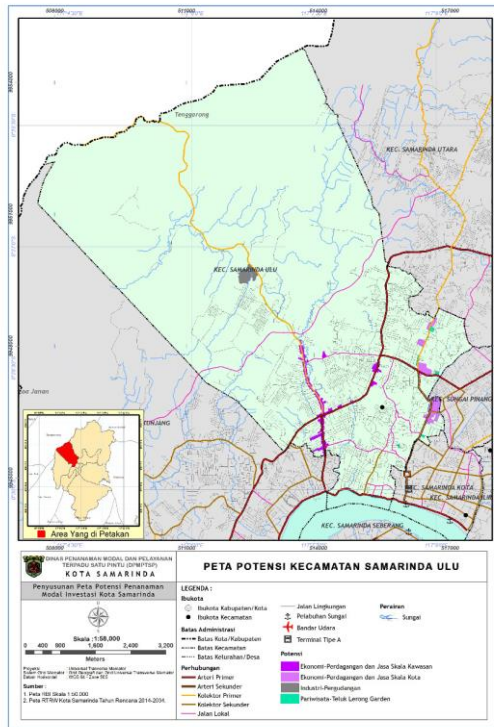 508000 511000 514000 517000
Tenggarong
KEC. SAMARINDA UTARA
KEC. SAMARINDA ULU
KEC. SUNGAI PINANG
KEC. SAMARINDA KOTA
KEC. SAMARINDA SEBERANG
Area Yang di Petakan
DINAS PENANAMAN MODAL DAN PELAYANAN
TERPADU SATU PINTU (DPMPTSP)
KOTA SAMARINDA
Penyusunan Peta Potensi Penanaman
Modal Investasi Kota Samarinda
Skala :1:58,000
0 400 800 1,600 2,400 3,200
Meters
Sumber :
1. Peta RBI Skala 1:50.000
2. Peta RTRW Kota Samarinda Tahun Rencana 2014-2034
PETA POTENSI KECAMATAN SAMARINDA ULU
LEGENDA :
Ibukota
Ibukota Kabupaten/Kota
Ibukota Kecamatan
Batas Administrasi
Batas Kota/Kabupaten
Batas Kecamatan
Batas Kelurahan/Desa
Perhubungan
Arteri Primer
Arteri Sekunder
Kolektor Primer
Kolektor Sekunder
Jalan Lokal
Jalan Lingkungan
Pelabuhan Sungai
Bandar Udara
Terminal Tipe A
Potensi
Ekonomi-Perdagangan dan Jasa Skala Kawasan
Ekonomi-Perdagangan dan Jasa Skala Kota
Industri-Pergudangan
Pariwisata-Teluk Lerong Garden
Perairan
Sungai